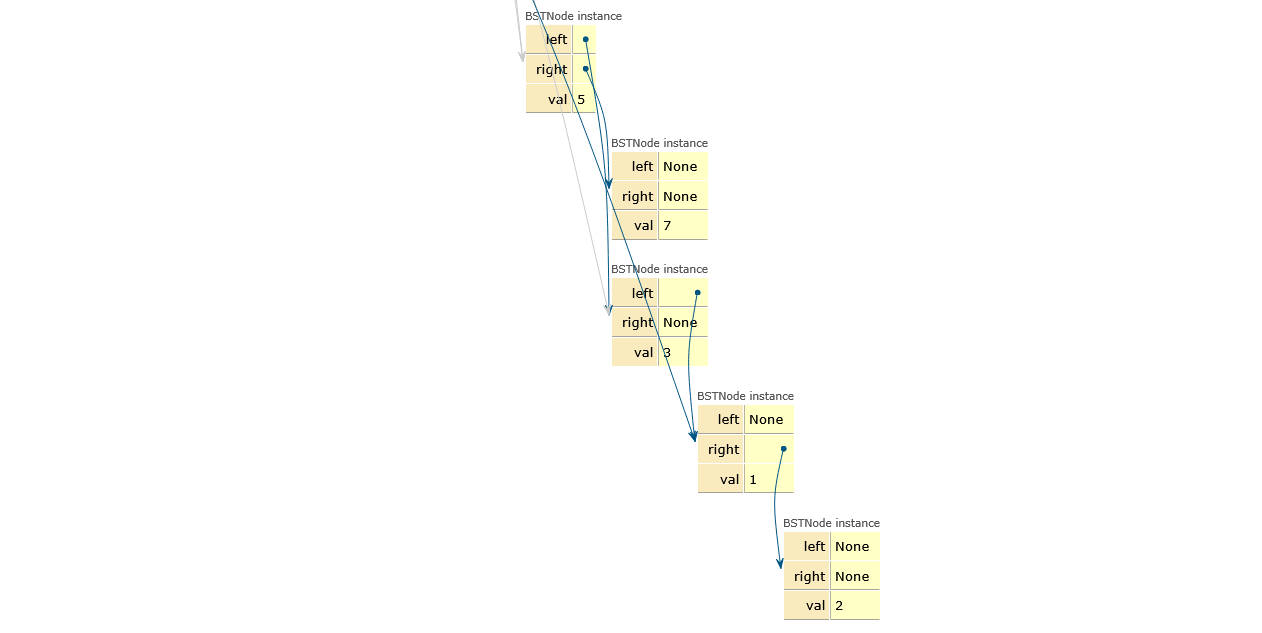 BSTNode instance
left
right
val 5
BSTNode instance
left None
right None
val 7
BSTNode instance
left
right None
val 3
BSTNode instance
left None
right
val 1
BSTNode instance
left None
right None
val 2